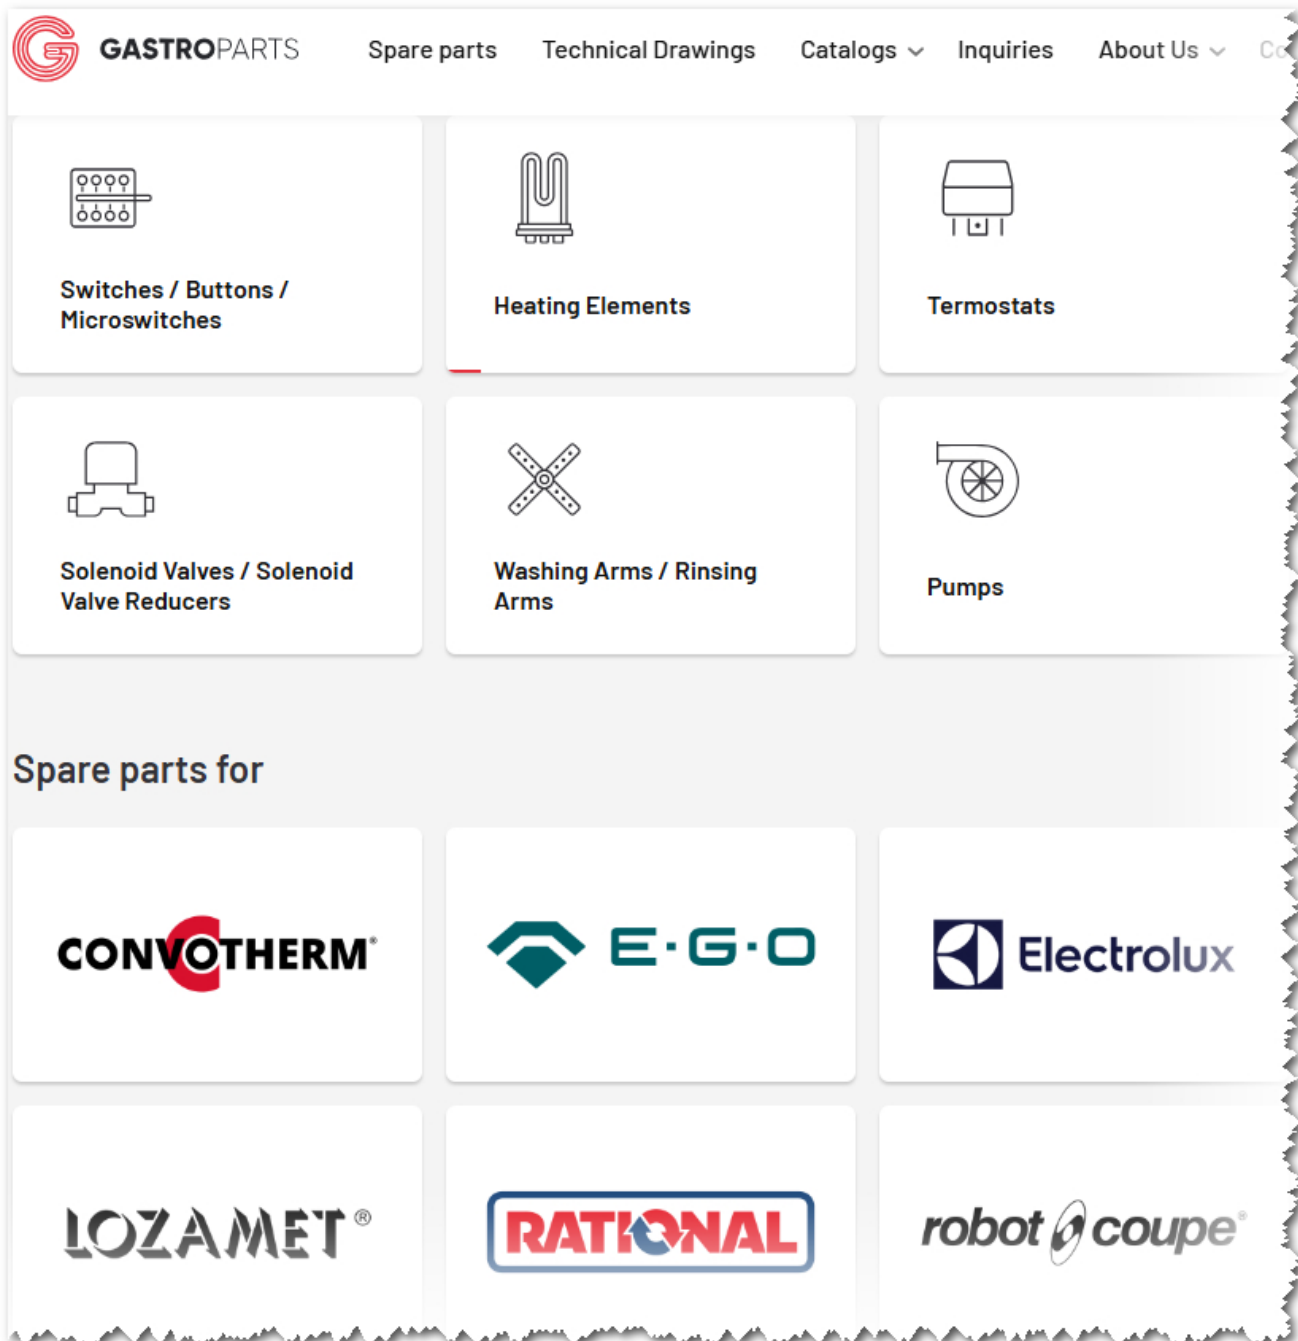 GASTROPARTS Spare parts Technical Drawings Catalogs Inquiries About Us
Switches / Buttons /
Microswitches
Heating Elements
Termostats
Solenoid Valves / Solenoid
Valve Reducers
Washing Arms / Rinsing
Arms
Pumps
Spare parts for
CONVOTHERM®
E·G·O
Electrolux
LOZAMET®
RATIONAL
robot coupe®